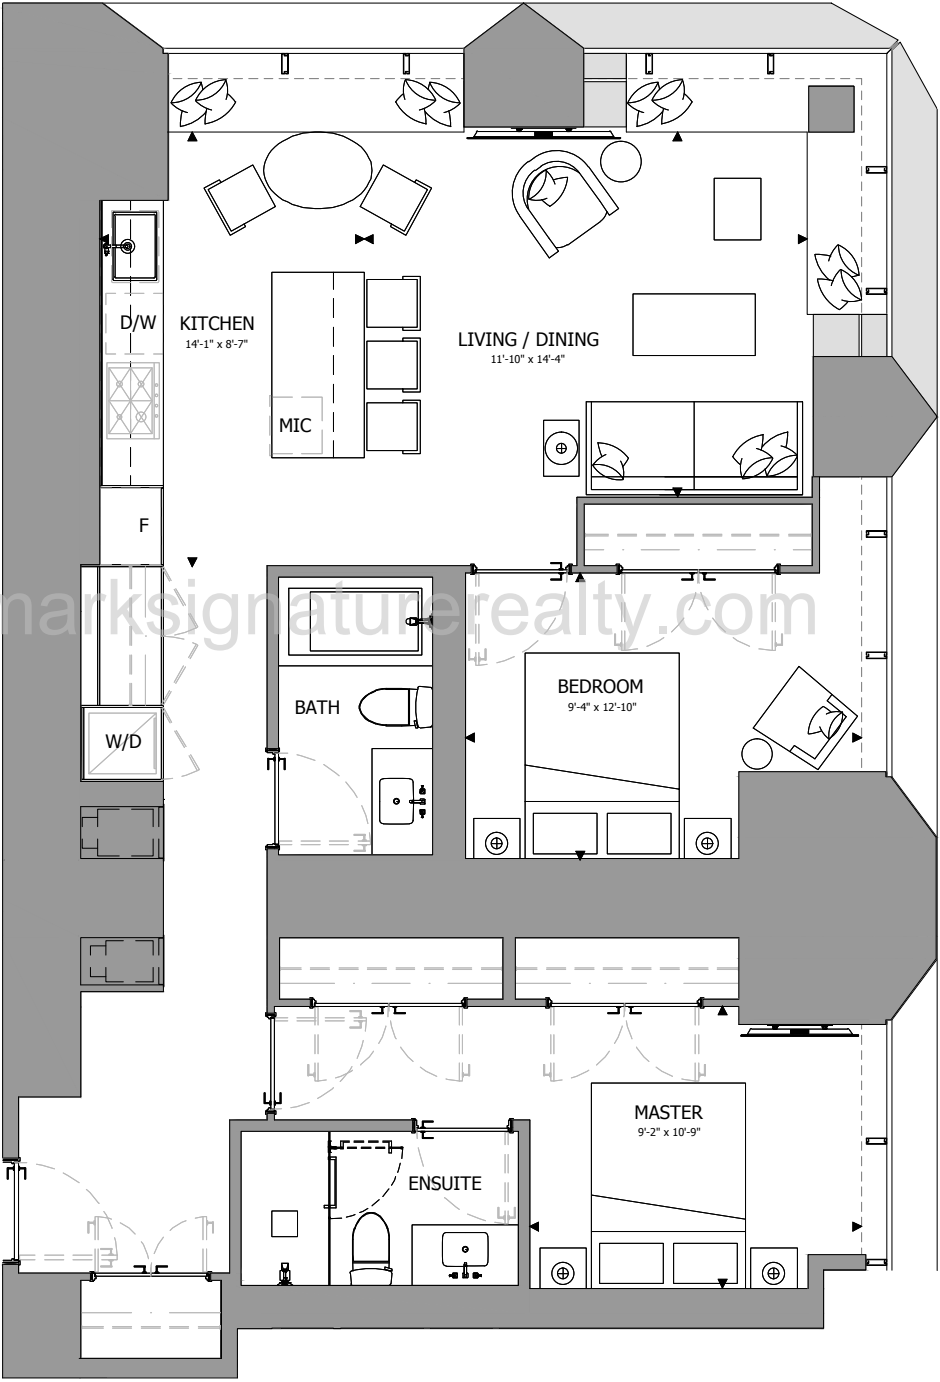 D/W
KITCHEN
14'-1" x 8'-7"
LIVING / DINING
11'-10" x 14'-4"
MIC
F
marksignaturerealty.com
BEDROOM
9'-4" x 12'-10"
BATH
W/D
MASTER
9'-2" x 10'-9"
ENSUITE